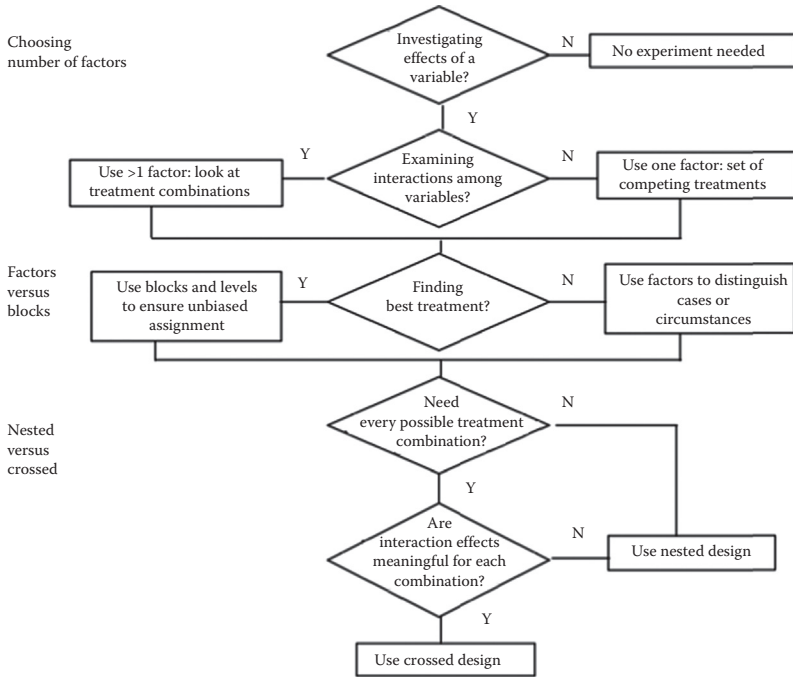 Choosing
number of factors
Investigating
effects of a
variable?
N
No experiment needed
Y
Y
Use >1 factor: look at
treatment combinations
Examining
interactions among
variables?
N
Use one factor: set of
competing treatments
Factors
versus
blocks
Use blocks and levels
to ensure unbiased
assignment
Y
Finding
best treatment?
N
Use factors to distinguish
cases or
circumstances
Nested
versus
crossed
Need
every possible treatment
combination?
N
Y
Are
interaction effects
meaningful for each
combination?
N
Use nested design
Y
Use crossed design